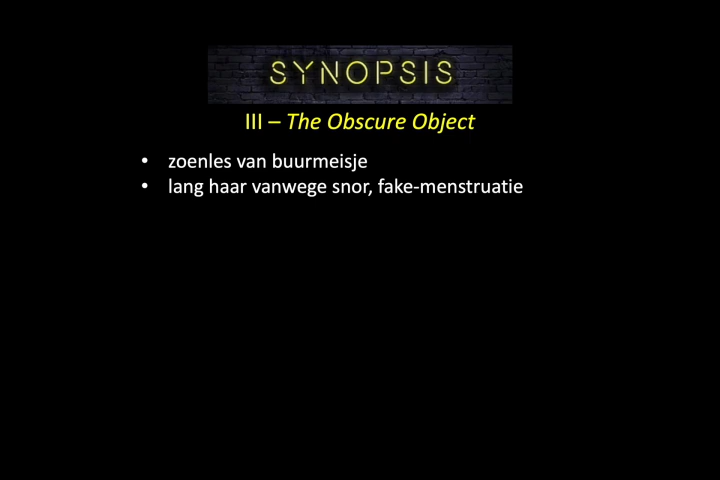 SYNOPSIS
III – The Obscure Object
• zoenles van buurmeisje
• lang haar vanwege snor, fake-menstruatie